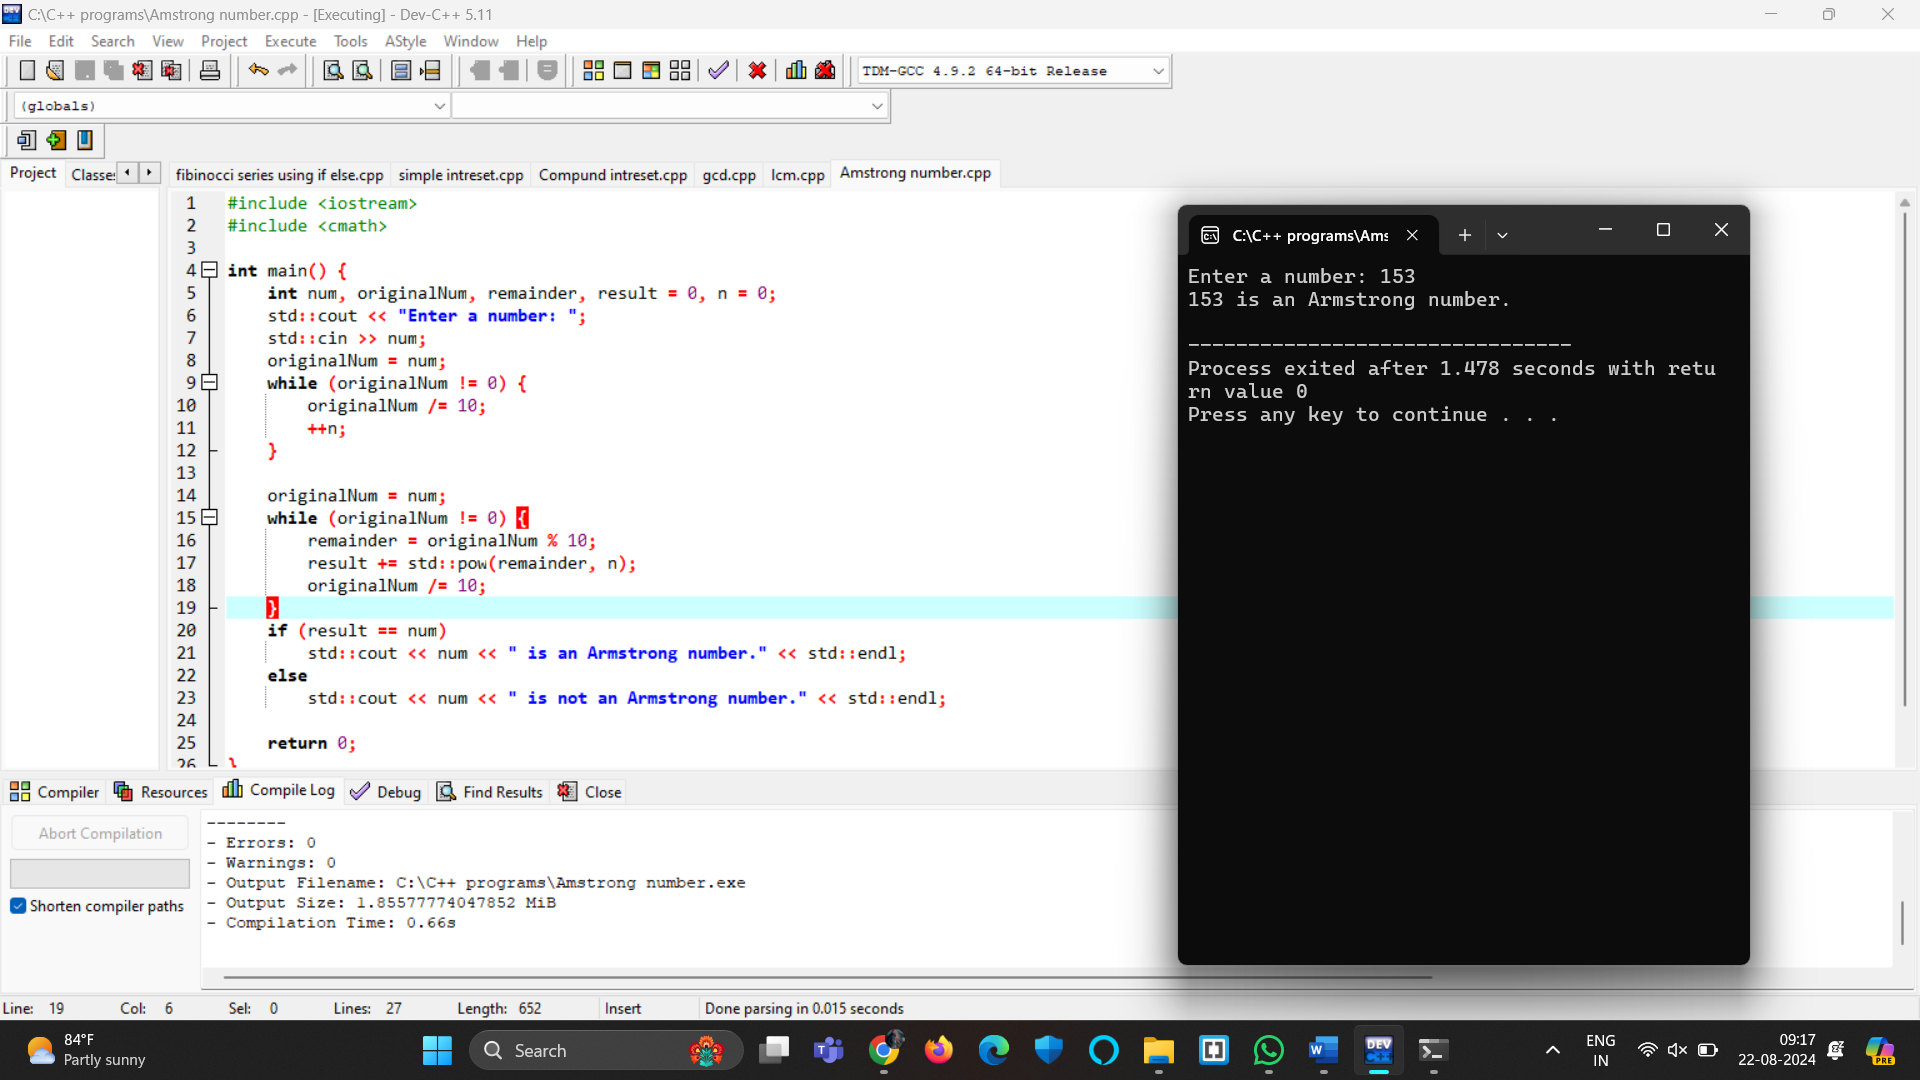 C:\C++ programs\Amstrong number.cpp - [Executing] - Dev-C++ 5.11
File Edit Search View Project Execute Tools AStyle Window Help
TDM-GCC 4.9.2 64-bit Release
(globals)
Project Classes
fibinocci series using if else.cpp simple intreset.cpp Compund intreset.cpp gcd.cpp lcm.cpp Amstrong number.cpp
1 #include <iostream>
2 #include <cmath>
3
4 int main() {
5 int num, originalNum, remainder, result = 0, n = 0;
6 std::cout << "Enter a number: ";
7 std::cin >> num;
8 originalNum = num;
9 while (originalNum != 0) {
10 originalNum /= 10;
11 ++n;
12 }
13
14 originalNum = num;
15 while (originalNum != 0) {
16 remainder = originalNum % 10;
17 result += std::pow(remainder, n);
18 originalNum /= 10;
19 }
20 if (result == num)
21 std::cout << num << " is an Armstrong number." << std::endl;
22 else
23 std::cout << num << " is not an Armstrong number." << std::endl;
24
25 return 0;
26 }
C:\C++ programs\Ams
Enter a number: 153
153 is an Armstrong number.
--------------------------------
Process exited after 1.478 seconds with retu
rn value 0
Press any key to continue . . .
Compiler Resources Compile Log Debug Find Results Close
Abort Compilation
Shorten compiler paths
--------
- Errors: 0
- Warnings: 0
- Output Filename: C:\C++ programs\Amstrong number.exe
- Output Size: 1.85577774047852 MiB
- Compilation Time: 0.66s
Line: 19 Col: 6 Sel: 0 Lines: 27 Length: 652 Insert Done parsing in 0.015 seconds
84°F
Partly sunny
Search
DEV
C++
PRE
ENG
IN
09:17
22-08-2024